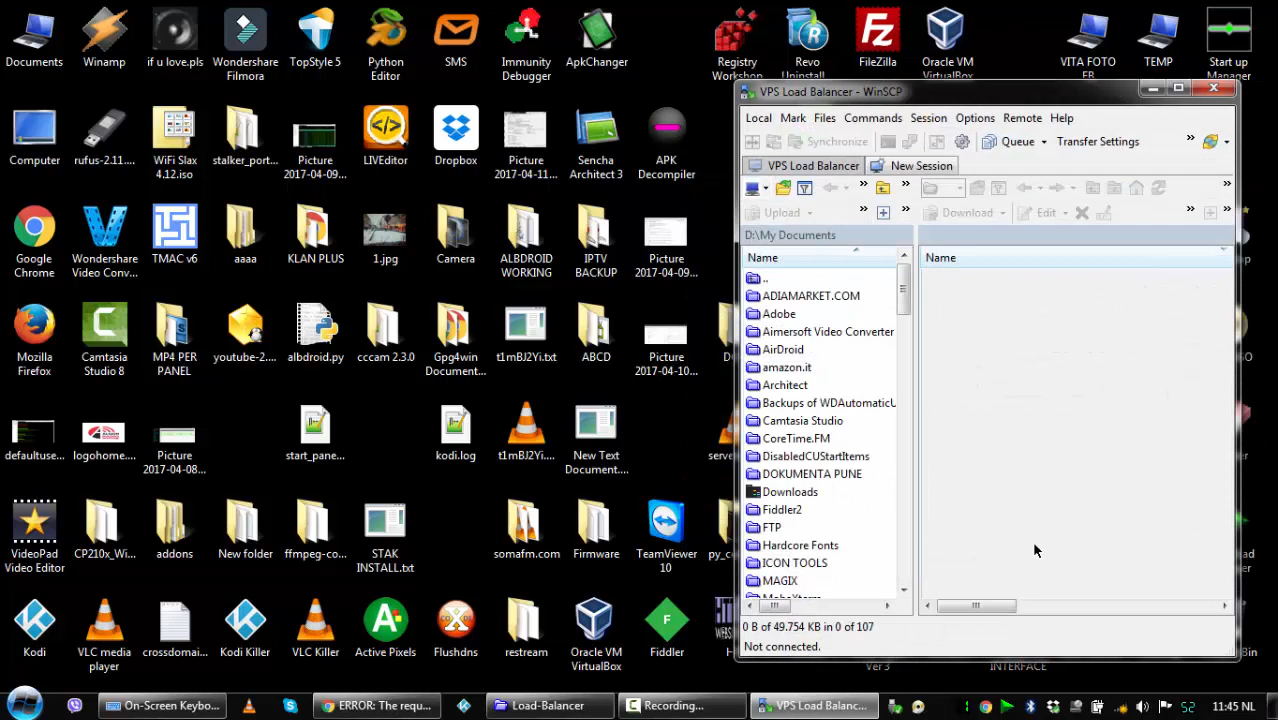 Documents
Winamp
if u love.pls
Wondershare
Filmora
TopStyle 5
Python
Editor
SMS
Immunity
Debugger
ApkChanger
Registry
Workshop
Revo
Uninstall...
FileZilla
Oracle VM
VirtualBox
VITA FOTO
FB
TEMP
Start up
Manager
Computer
rufus-2.11....
WiFi Slax
4.12.iso
stalker_port...
Picture
2017-04-09...
LIVEditor
Dropbox
Picture
2017-04-11...
Sencha
Architect 3
APK
Decompiler
Google
Chrome
Wondershare
Video Conv...
TMAC v6
aaaa
KLAN PLUS
1.jpg
Camera
ALBDROID
WORKING
IPTV
BACKUP
Picture
2017-04-09...
Mozilla
Firefox
Camtasia
Studio 8
MP4 PER
PANEL
youtube-2....
albdroid.py
cccam 2.3.0
Gpg4win
Document...
t1mBJ2Yi.txt
ABCD
Picture
2017-04-10...
defaultuse...
logohome....
Picture
2017-04-08...
start_pane...
kodi.log
t1mBJ2Yi....
New Text
Document....
VideoPad
Video Editor
CP210x_Wi...
addons
New folder
ffmpeg-co...
STAK
INSTALL.txt
somafm.com
Firmware
TeamViewer
10
Kodi
VLC media
player
crossdomai...
Kodi Killer
VLC Killer
Active Pixels
Flushdns
restream
Oracle VM
VirtualBox
Fiddler
VPS Load Balancer - WinSCP
Local Mark Files Commands Session Options Remote Help
Synchronize Queue Transfer Settings
VPS Load Balancer New Session
Upload Download Edit
D:\My Documents
Name Name
..
ADIAMARKET.COM
Adobe
Aimersoft Video Converter
AirDroid
amazon.it
Architect
Backups of WDAutomaticU
Camtasia Studio
CoreTime.FM
DisabledCUStartItems
DOKUMENTA PUNE
Downloads
Fiddler2
FTP
Hardcore Fonts
ICON TOOLS
MAGIX
0 B of 49.754 KB in 0 of 107
Not connected.
Ver3
INTERFACE
On-Screen Keybo...
ERROR: The requ...
Load-Balancer
Recording...
VPS Load Balanc...
52
11:45 NL